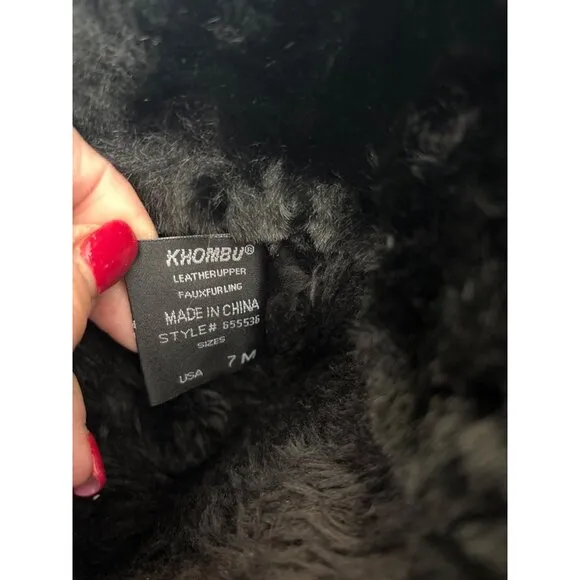 KHOMBU®
LEATHERUPPER
FAUXFURLING
MADE IN CHINA
STYLE# 655536
SIZES
USA 7 M